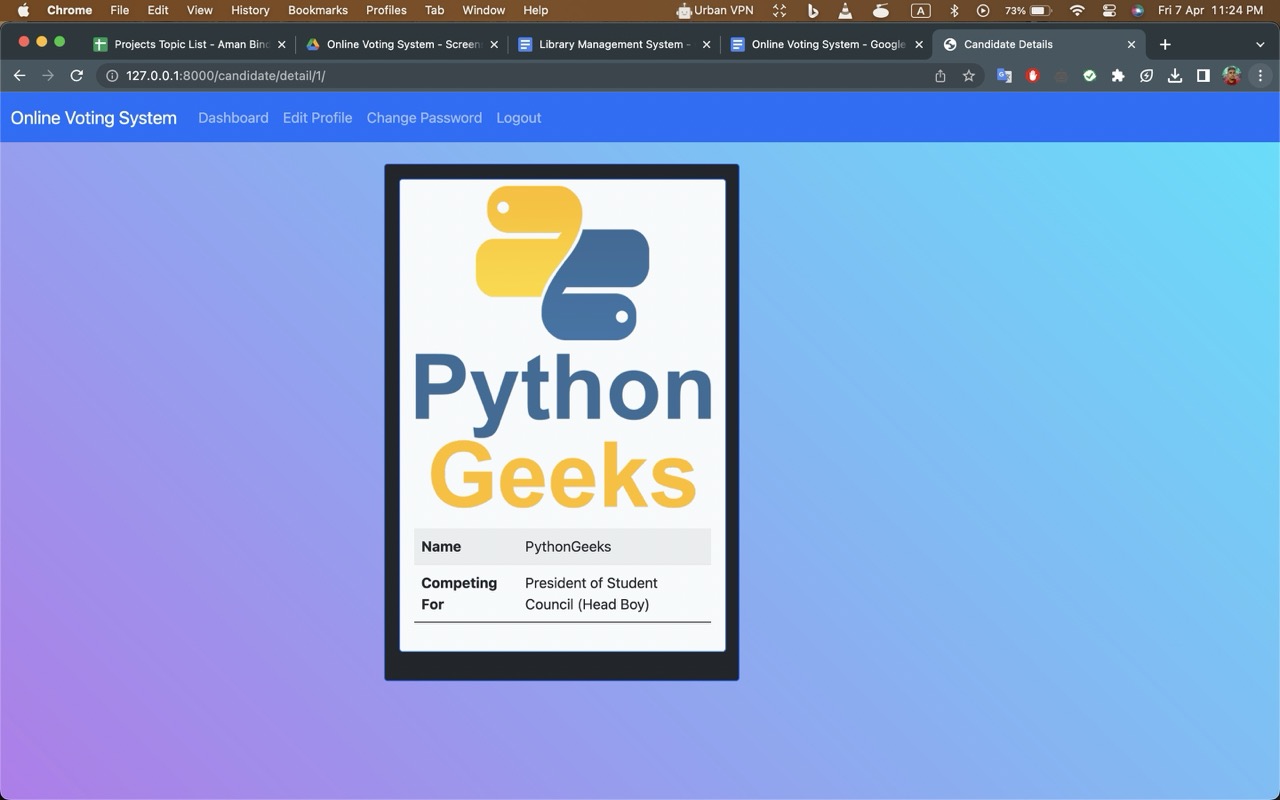 Chrome File Edit View History Bookmarks Profiles Tab Window Help Urban VPN A 73% Fri 7 Apr 11:24 PM
Projects Topic List - Aman Bind Online Voting System - Screen Library Management System - Online Voting System - Google Candidate Details
127.0.0.1:8000/candidate/detail/1/
Online Voting System Dashboard Edit Profile Change Password Logout
Python
Geeks
Name PythonGeeks
Competing President of Student
For Council (Head Boy)